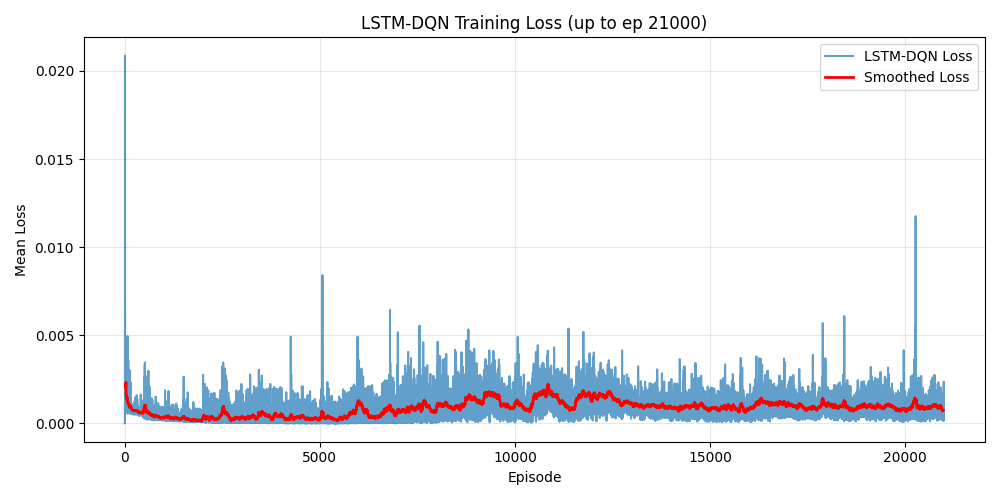 LSTM-DQN Training Loss (up to ep 21000)
LSTM-DQN Loss
Smoothed Loss
Mean Loss
0.020
0.015
0.010
0.005
0.000
0
5000
10000
15000
20000
Episode